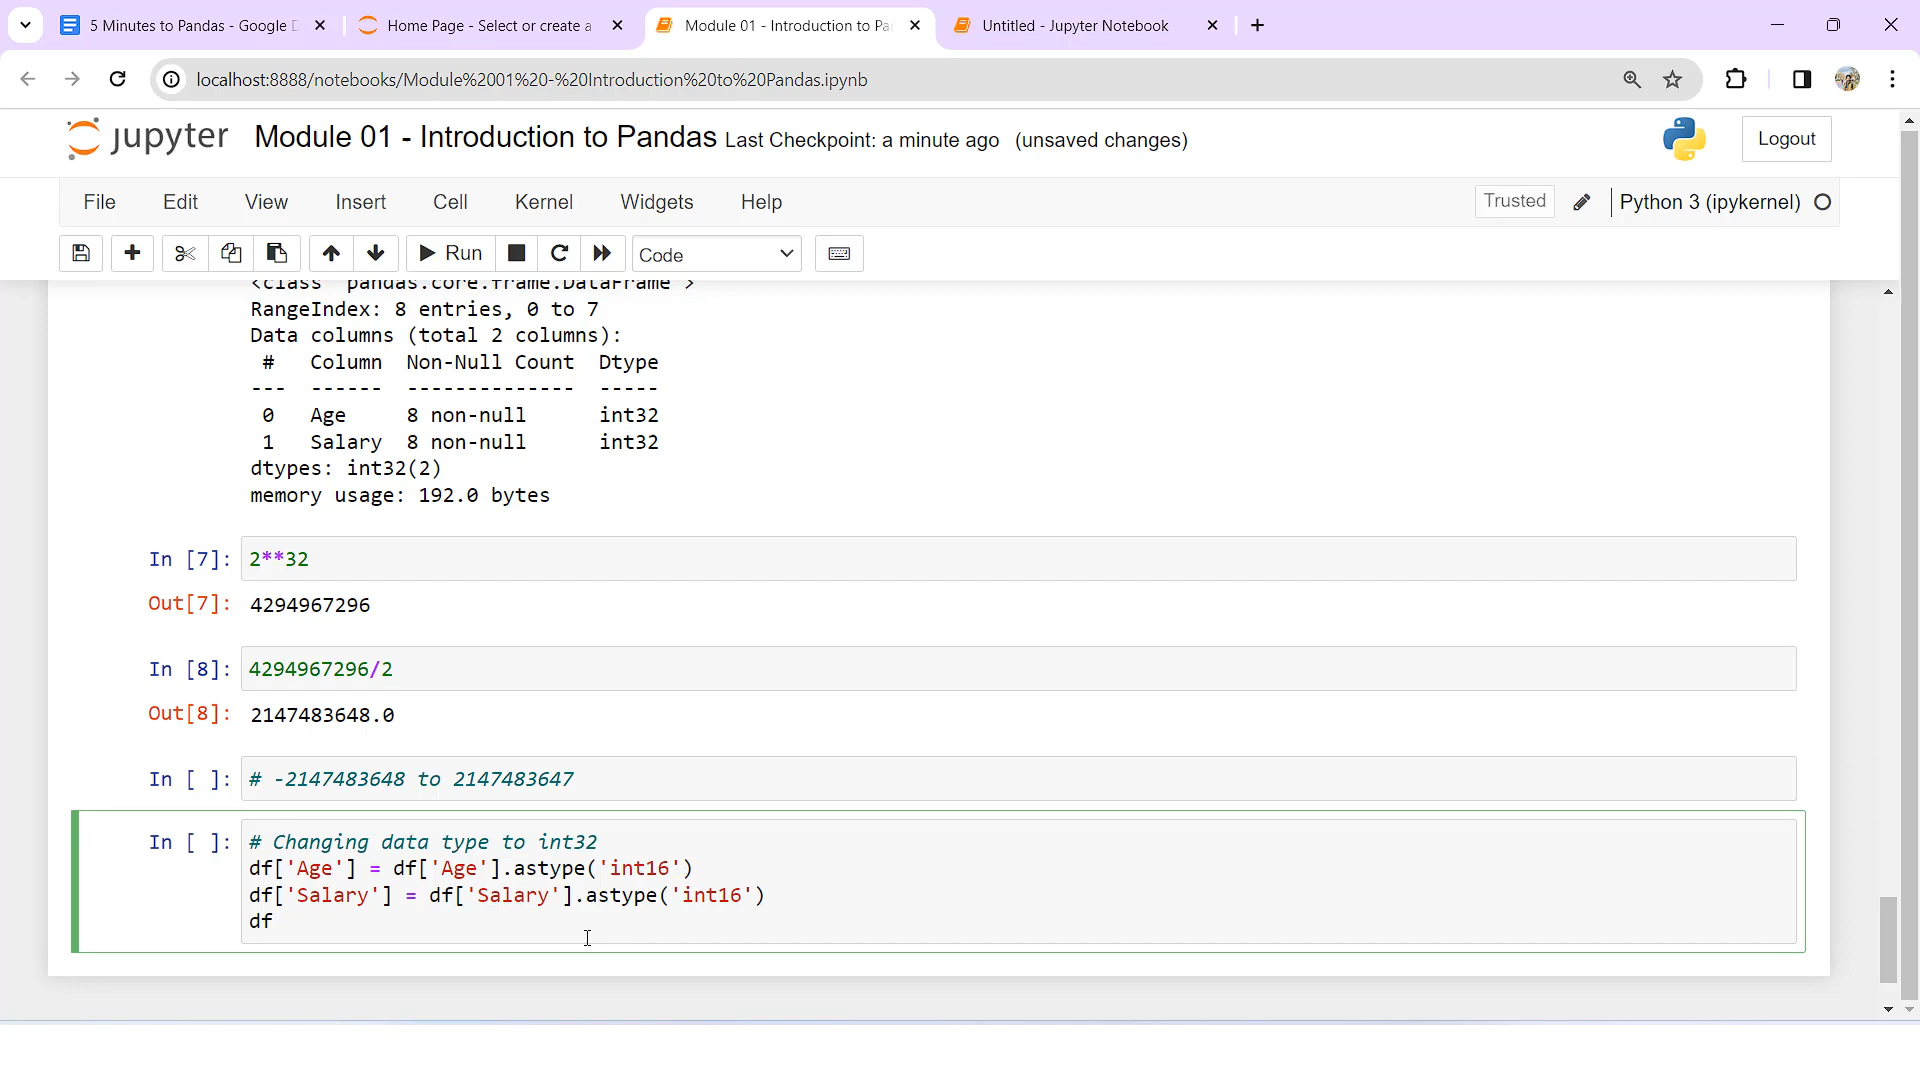 5 Minutes to Pandas - Google D
Home Page - Select or create a
Module 01 - Introduction to Pa
Untitled - Jupyter Notebook
localhost:8888/notebooks/Module%2001%20-%20Introduction%20to%20Pandas.ipynb
jupyter Module 01 - Introduction to Pandas Last Checkpoint: a minute ago (unsaved changes)
Logout
File Edit View Insert Cell Kernel Widgets Help
Trusted Python 3 (ipykernel)
Run Code
<class 'pandas.core.frame.DataFrame'>
RangeIndex: 8 entries, 0 to 7
Data columns (total 2 columns):
# Column Non-Null Count Dtype
--- ------ -------------- -----
0 Age 8 non-null int32
1 Salary 8 non-null int32
dtypes: int32(2)
memory usage: 192.0 bytes
In [7]: 2**32
Out[7]: 4294967296
In [8]: 4294967296/2
Out[8]: 2147483648.0
In [ ]: # -2147483648 to 2147483647
In [ ]: # Changing data type to int32
df['Age'] = df['Age'].astype('int16')
df['Salary'] = df['Salary'].astype('int16')
df